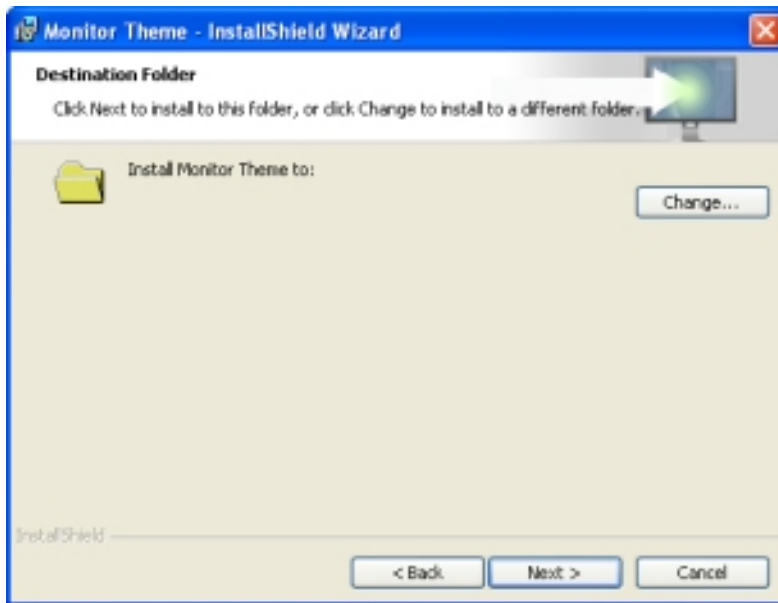 Monitor Theme - InstallShield Wizard
Destination Folder
Click Next to install to this folder, or click Change to install to a different folder.
Install Monitor Theme to:
Change...
InstallShield
< Back
Next >
Cancel